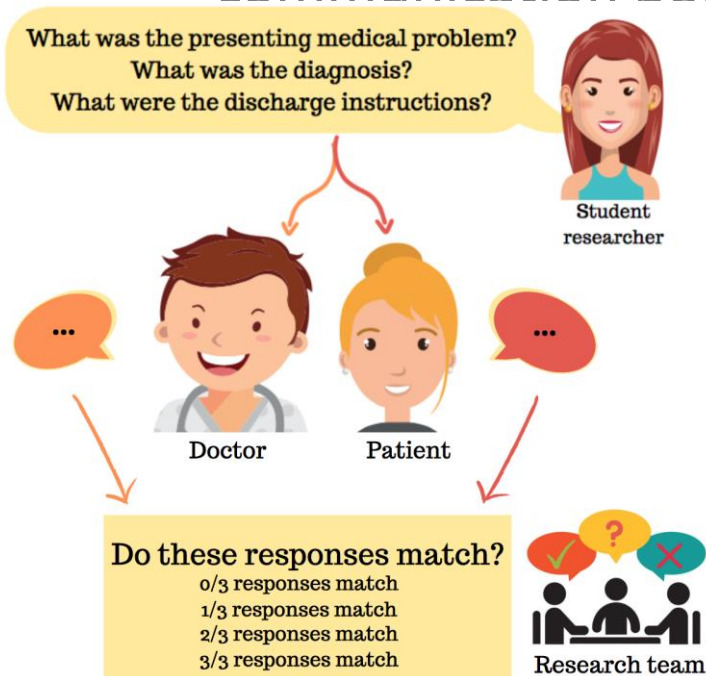 What was the presenting medical problem?
What was the diagnosis?
What were the discharge instructions?
Student
researcher
...
...
Doctor
Patient
Do these responses match?
0/3 responses match
1/3 responses match
2/3 responses match
3/3 responses match
?
Research team